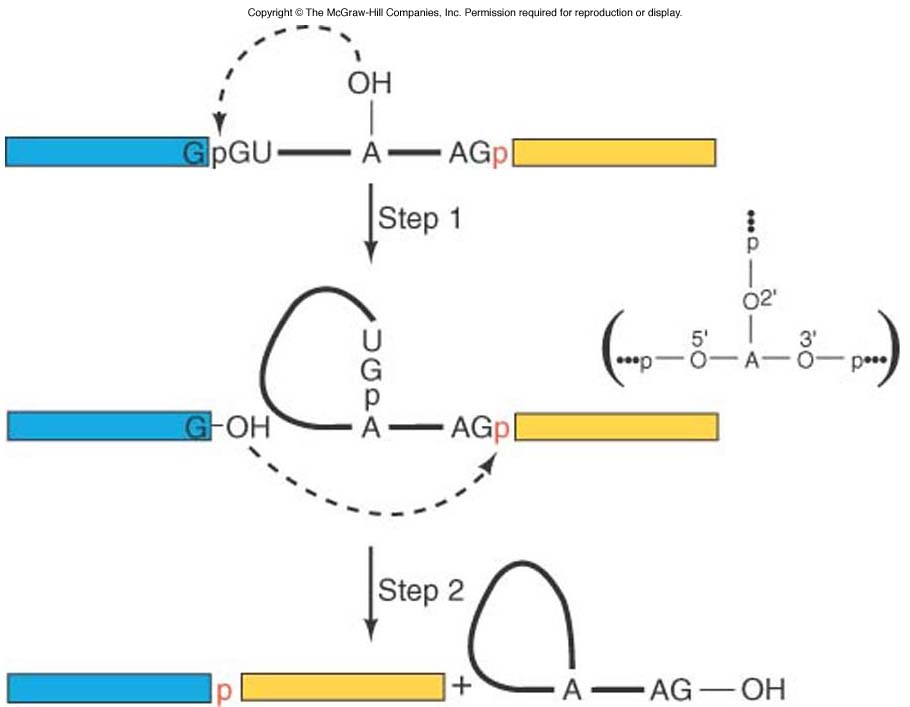 Copyright © The McGraw-Hill Companies, Inc. Permission required for reproduction or display.
OH
GpGU A AGp
Step 1
p
O2'
5' 3'
p O A O p
U
G
p
G-OH A AGp
Step 2
p + A AG OH